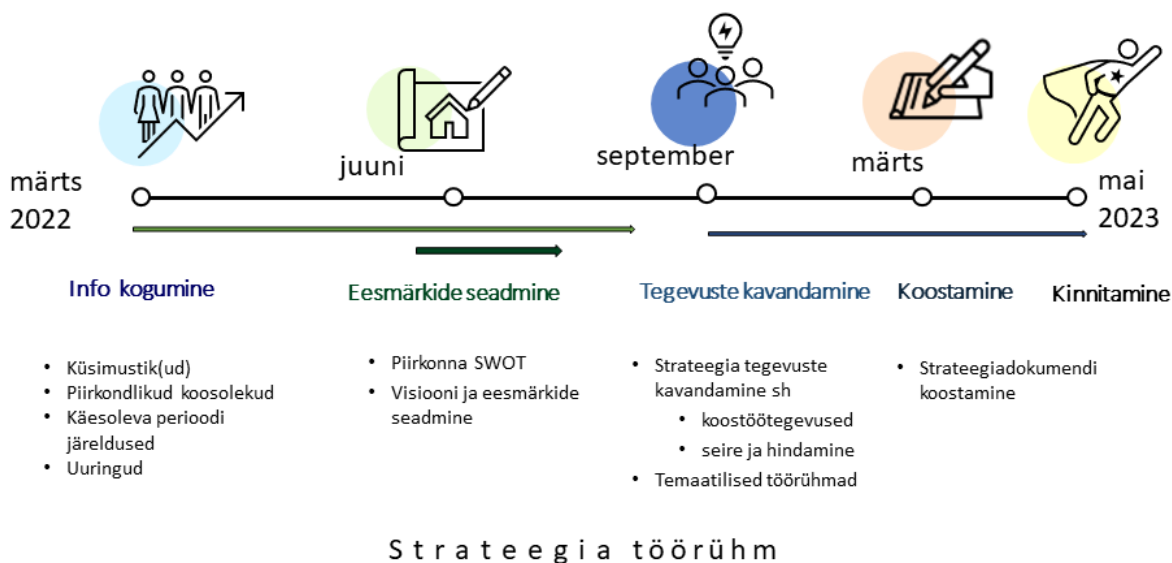 märts
2022
juuni
september
märts
mai
2023
Info kogumine
Eesmärkide seadmine
Tegevuste kavandamine
Koostamine
Kinnitamine
• Küsimustik(ud)
• Piirkondlikud koosolekud
• Käesoleva perioodi
järeldused
• Uuringud
• Piirkonna SWOT
• Visiooni ja eesmärkide
seadmine
• Strateegia tegevuste
kavandamine sh
• koostöötegevused
• seire ja hindamine
• Temaatilised töörühmad
• Strateegiadokumendi
koostamine
Strateegia töörühm